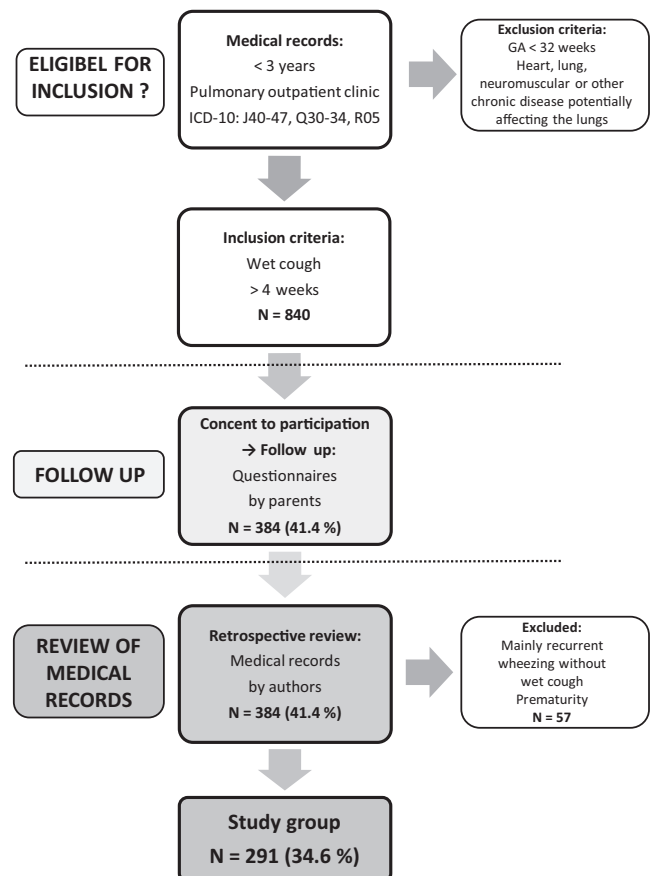 ELIGIBEL FOR
INCLUSION ?
Medical records:
< 3 years
Pulmonary outpatient clinic
ICD-10: J40-47, Q30-34, R05
Exclusion criteria:
GA < 32 weeks
Heart, lung,
neuromuscular or other
chronic disease potentially
affecting the lungs
Inclusion criteria:
Wet cough
> 4 weeks
N = 840
FOLLOW UP
Concent to participation
→ Follow up:
Questionnaires
by parents
N = 384 (41.4 %)
REVIEW OF
MEDICAL
RECORDS
Retrospective review:
Medical records
by authors
N = 384 (41.4 %)
Excluded:
Mainly recurrent
wheezing without
wet cough
Prematurity
N = 57
Study group
N = 291 (34.6 %)